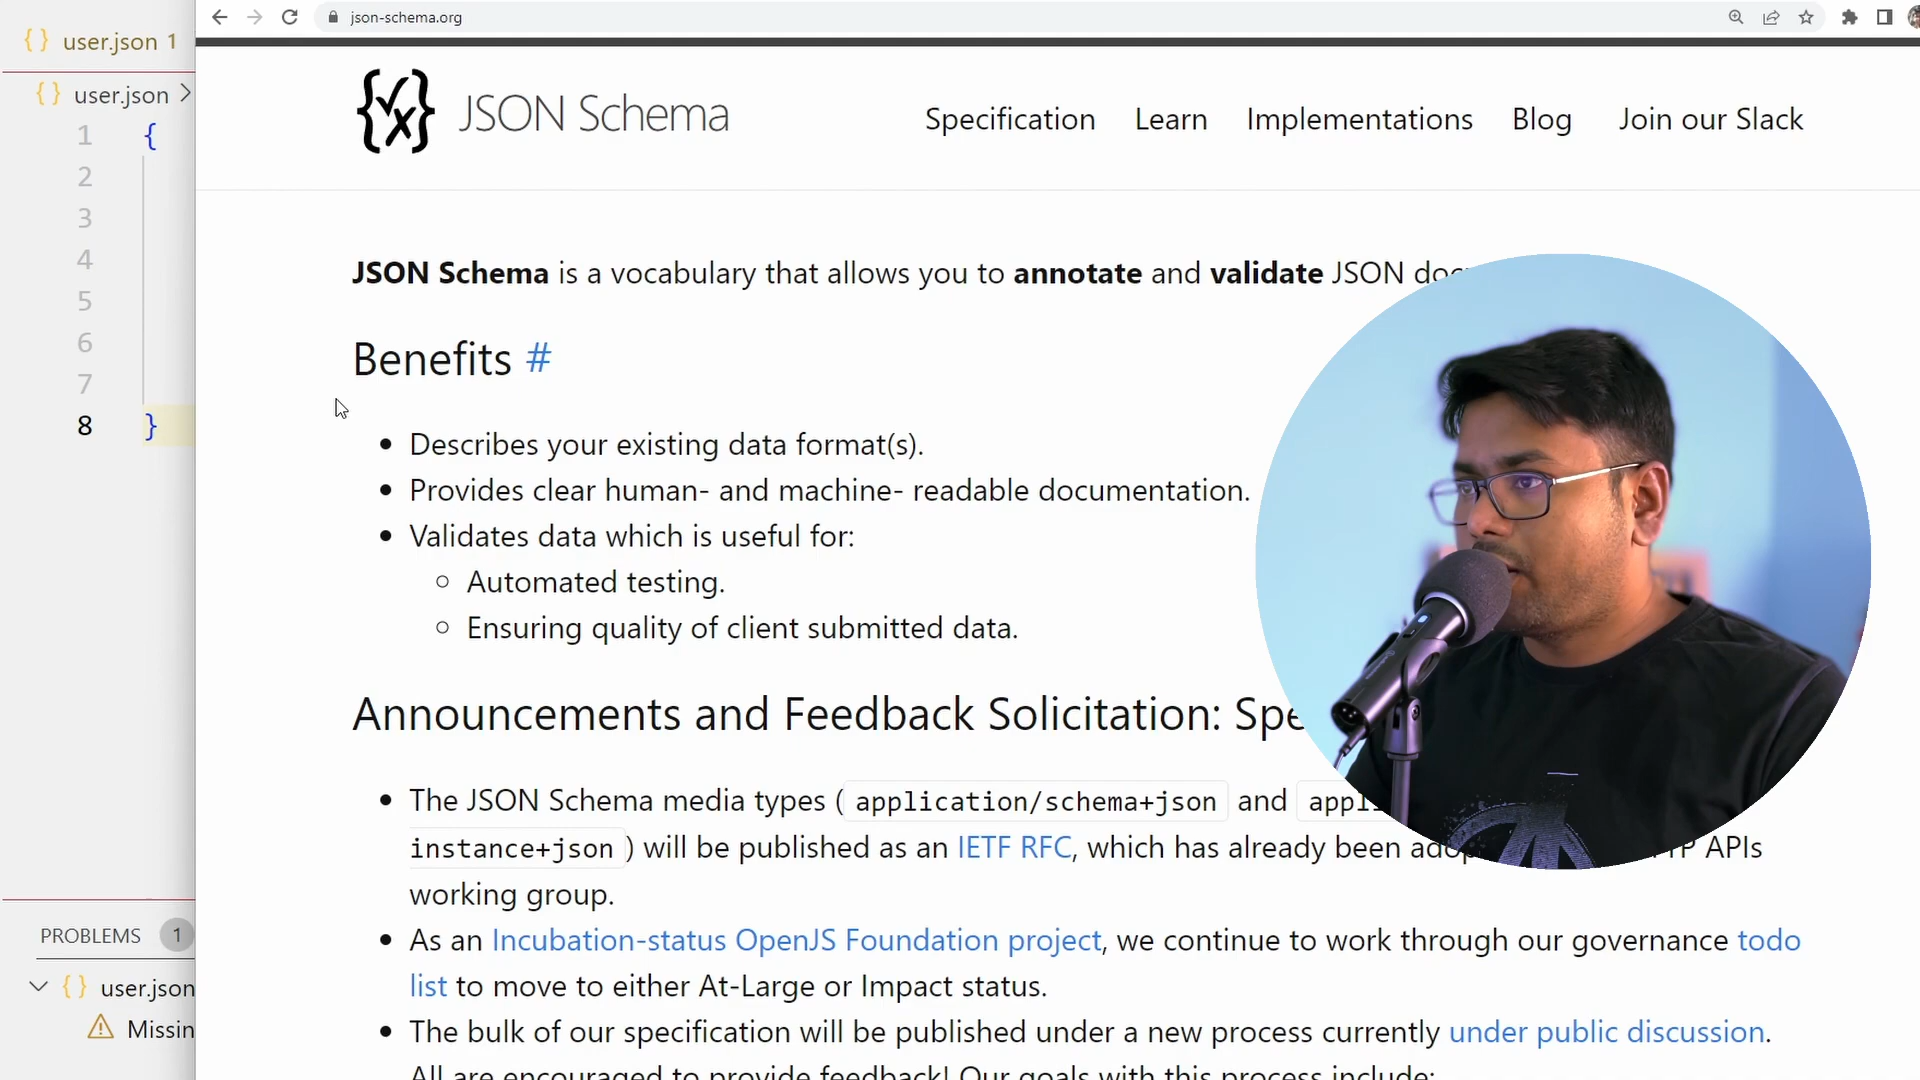 user.json 1
user.json
1 {
2
3
4
5
6
7
8 }
PROBLEMS 1
user.json
json-schema.org
{√x} JSON Schema
Specification Learn Implementations Blog Join our Slack
JSON Schema is a vocabulary that allows you to annotate and validate JSON
Benefits #
• Describes your existing data format(s).
• Provides clear human- and machine- readable documentation.
• Validates data which is useful for:
○ Automated testing.
○ Ensuring quality of client submitted data.
Announcements and Feedback Solicitation:
• The JSON Schema media types ( application/schema+json and
instance+json ) will be published as an IETF RFC, which has already been APIs
working group.
• As an Incubation-status OpenJS Foundation project, we continue to work through our governance todo
list to move to either At-Large or Impact status.
• The bulk of our specification will be published under a new process currently under public discussion.
All are encouraged to provide feedback! Our goals with this process include: